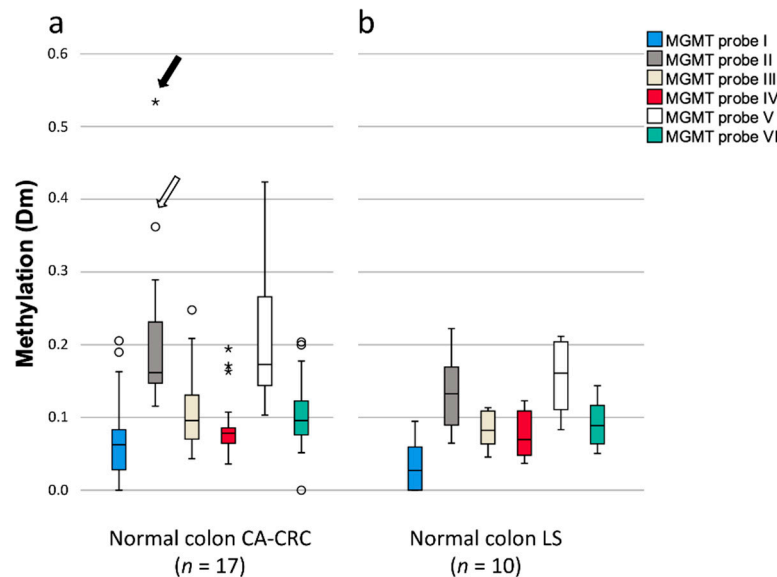 a
b
MGMT probe I
MGMT probe II
MGMT probe III
MGMT probe IV
MGMT probe V
MGMT probe VI
Methylation (Dm)
0.6
0.5
0.4
0.3
0.2
0.1
0.0
Normal colon CA-CRC
(n = 17)
Normal colon LS
(n = 10)